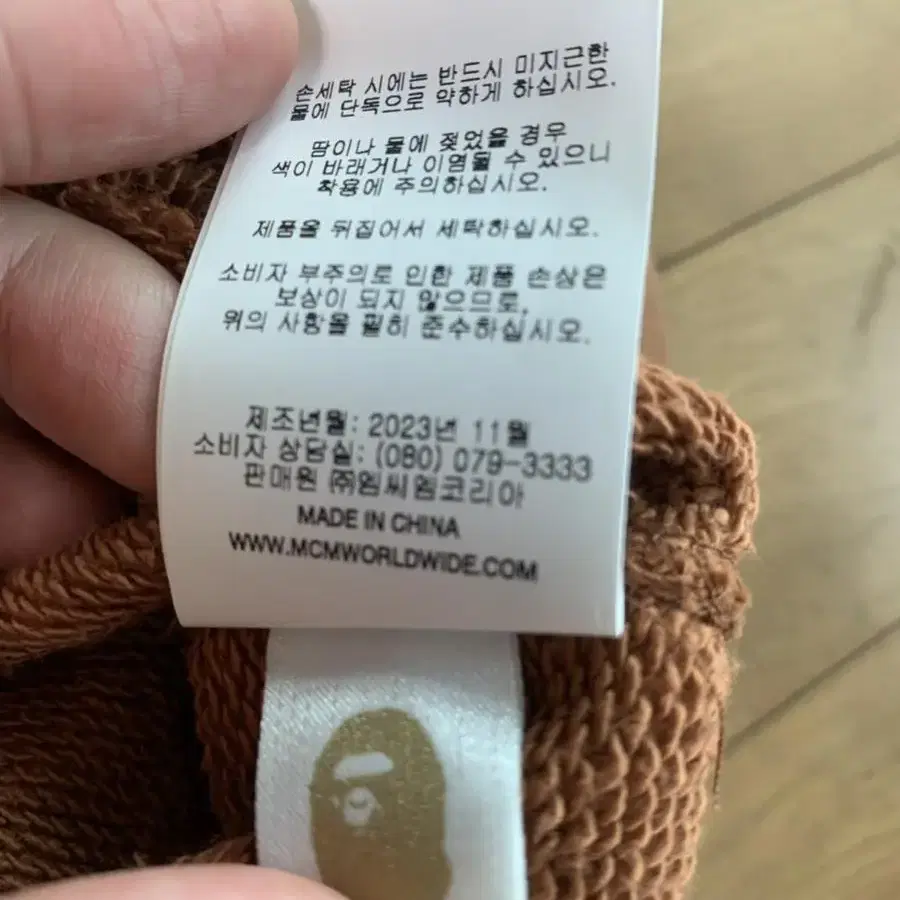 손세탁 시에는 반드시 미지근한
물에 단독으로 약하게 하십시오.
땀이나 물에 젖었을 경우
색이 바래거나 이염될 수 있으니
착용에 주의하십시오.
제품을 뒤집어서 세탁하십시오.
소비자 부주의로 인한 제품 손상은
보상이 되지 않으므로,
위의 사항을 필히 준수하십시오.
제조년월: 2023년 11월
소비자 상담실: (080) 079-3333
판매원 ㈜엠씨엠코리아
MADE IN CHINA
WWW.MCMWORLDWIDE.COM